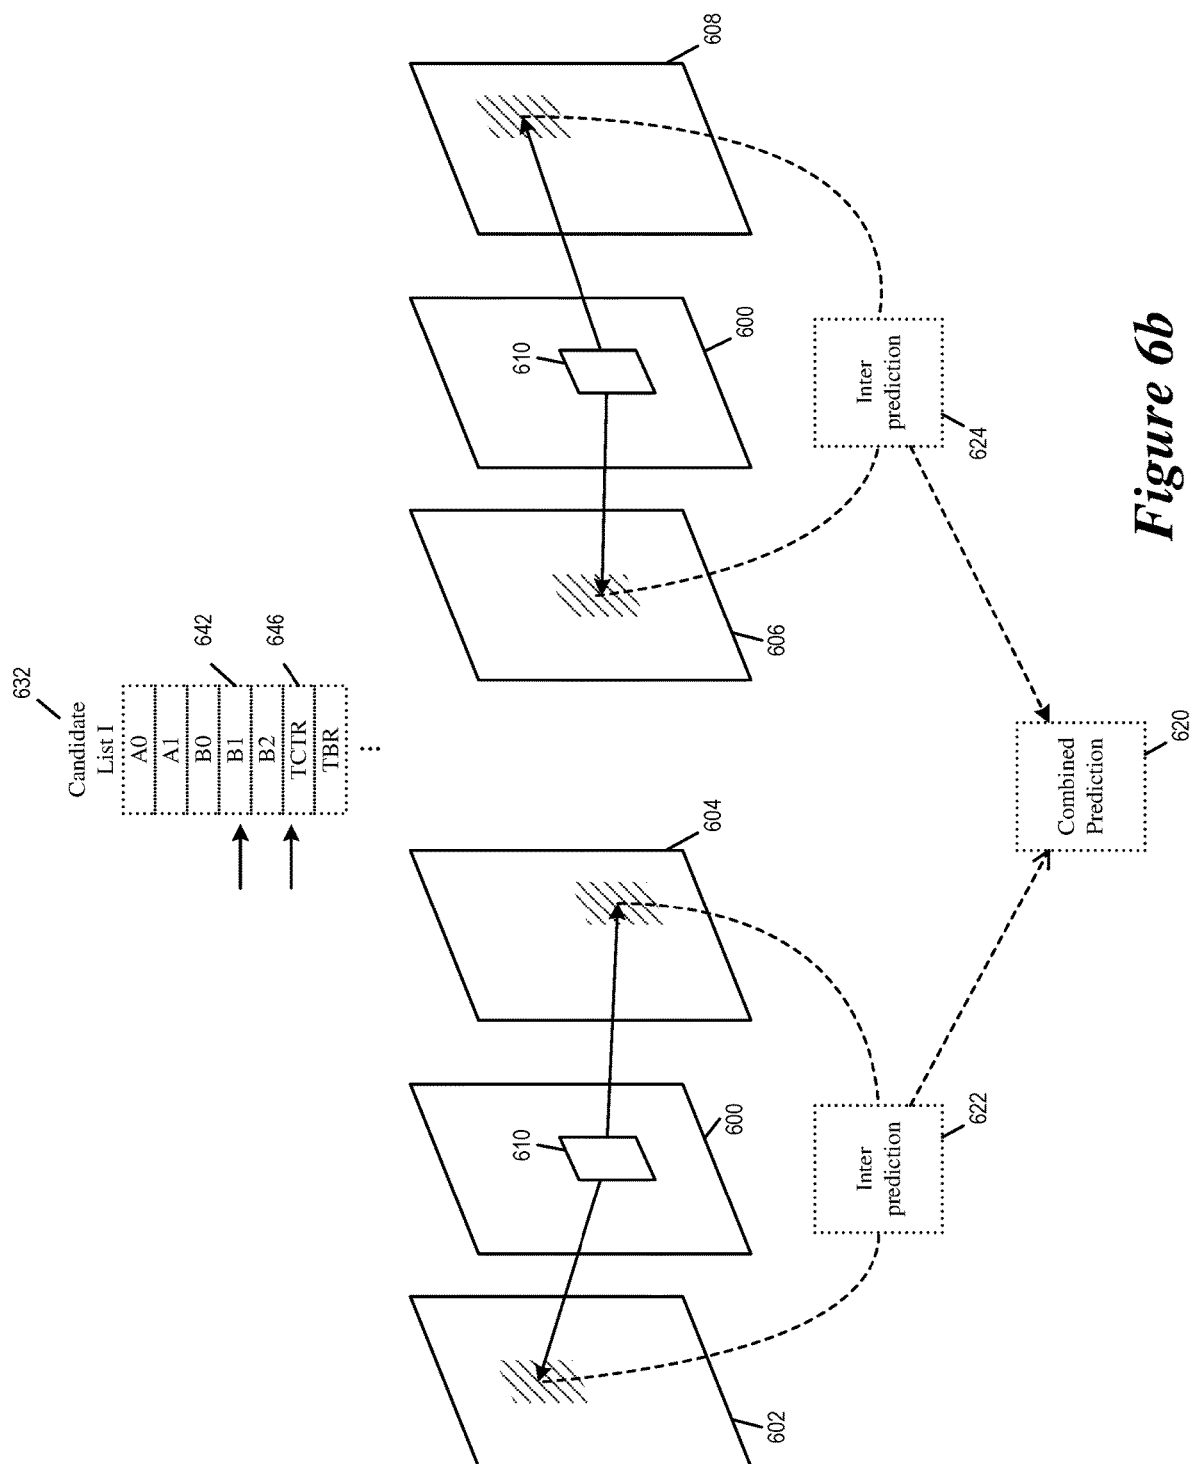 632
Candidate
List I
A0
A1
B0
B1
B2
TCTR
TBR
⋮
642
646
602
610
600
604
606
610
600
608
Inter
prediction
622
Inter
prediction
624
Combined
Prediction
620
Figure 6b